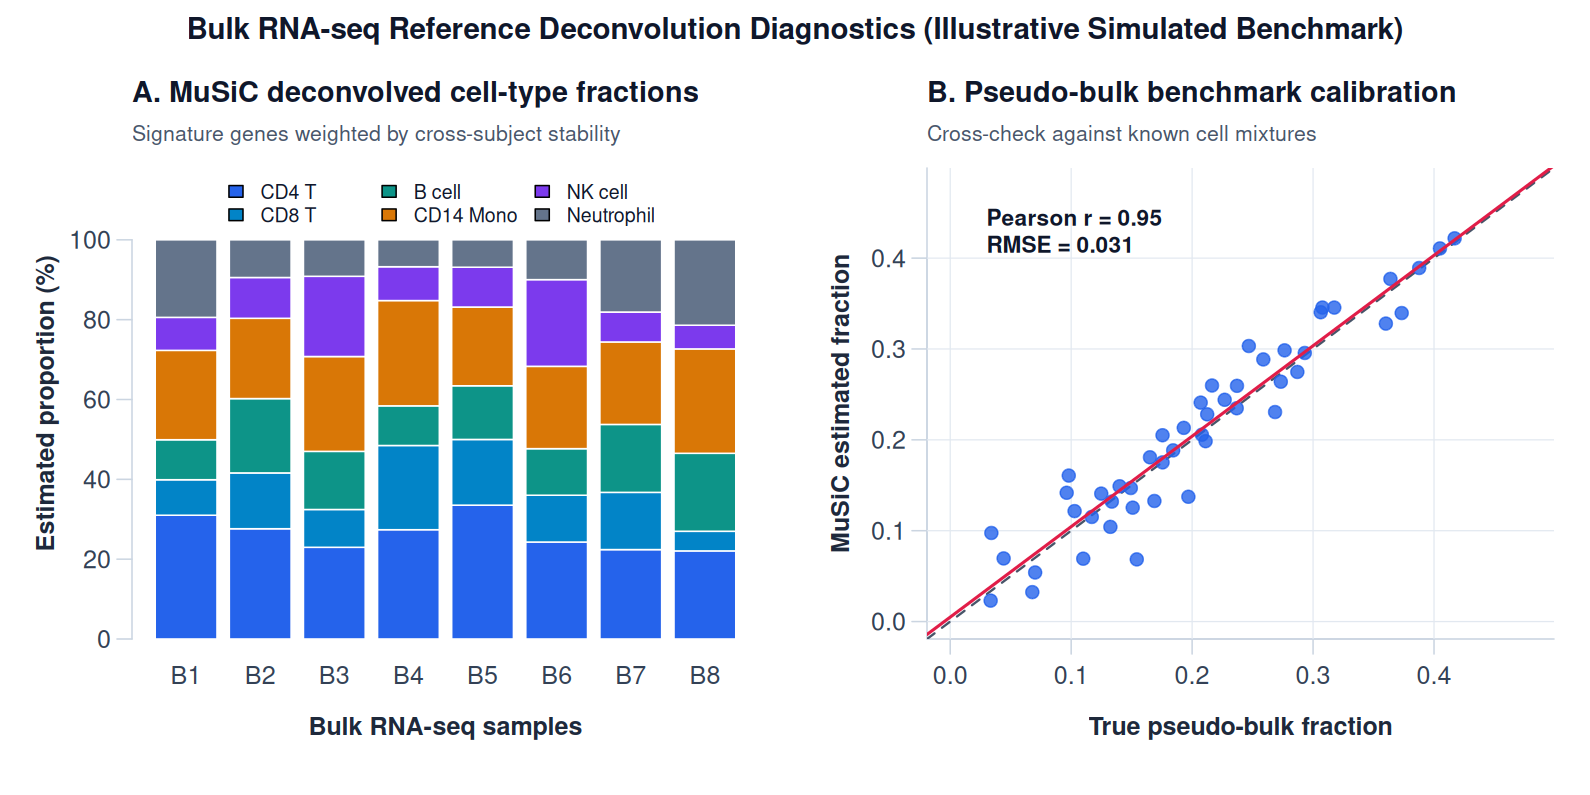 Bulk RNA-seq Reference Deconvolution Diagnostics (Illustrative Simulated Benchmark)
A. MuSiC deconvolved cell-type fractions
Signature genes weighted by cross-subject stability
CD4 T
B cell
NK cell
CD8 T
CD14 Mono
Neutrophil
Estimated proportion (%)
100
80
60
40
20
0
B1 B2 B3 B4 B5 B6 B7 B8
Bulk RNA-seq samples
B. Pseudo-bulk benchmark calibration
Cross-check against known cell mixtures
Pearson r = 0.95
RMSE = 0.031
MuSiC estimated fraction
0.4
0.3
0.2
0.1
0.0
0.0 0.1 0.2 0.3 0.4
True pseudo-bulk fraction